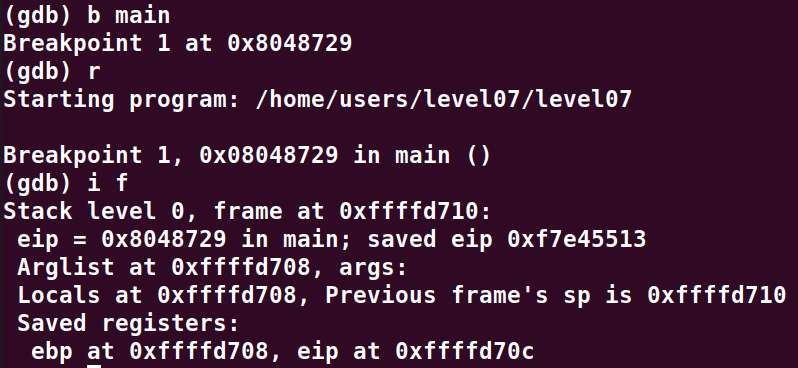 (gdb) b main
Breakpoint 1 at 0x8048729
(gdb) r
Starting program: /home/users/level07/level07

Breakpoint 1, 0x08048729 in main ()
(gdb) i f
Stack level 0, frame at 0xffffd710:
 eip = 0x8048729 in main; saved eip 0xf7e45513
 Arglist at 0xffffd708, args:
 Locals at 0xffffd708, Previous frame's sp is 0xffffd710
 Saved registers:
  ebp at 0xffffd708, eip at 0xffffd70c